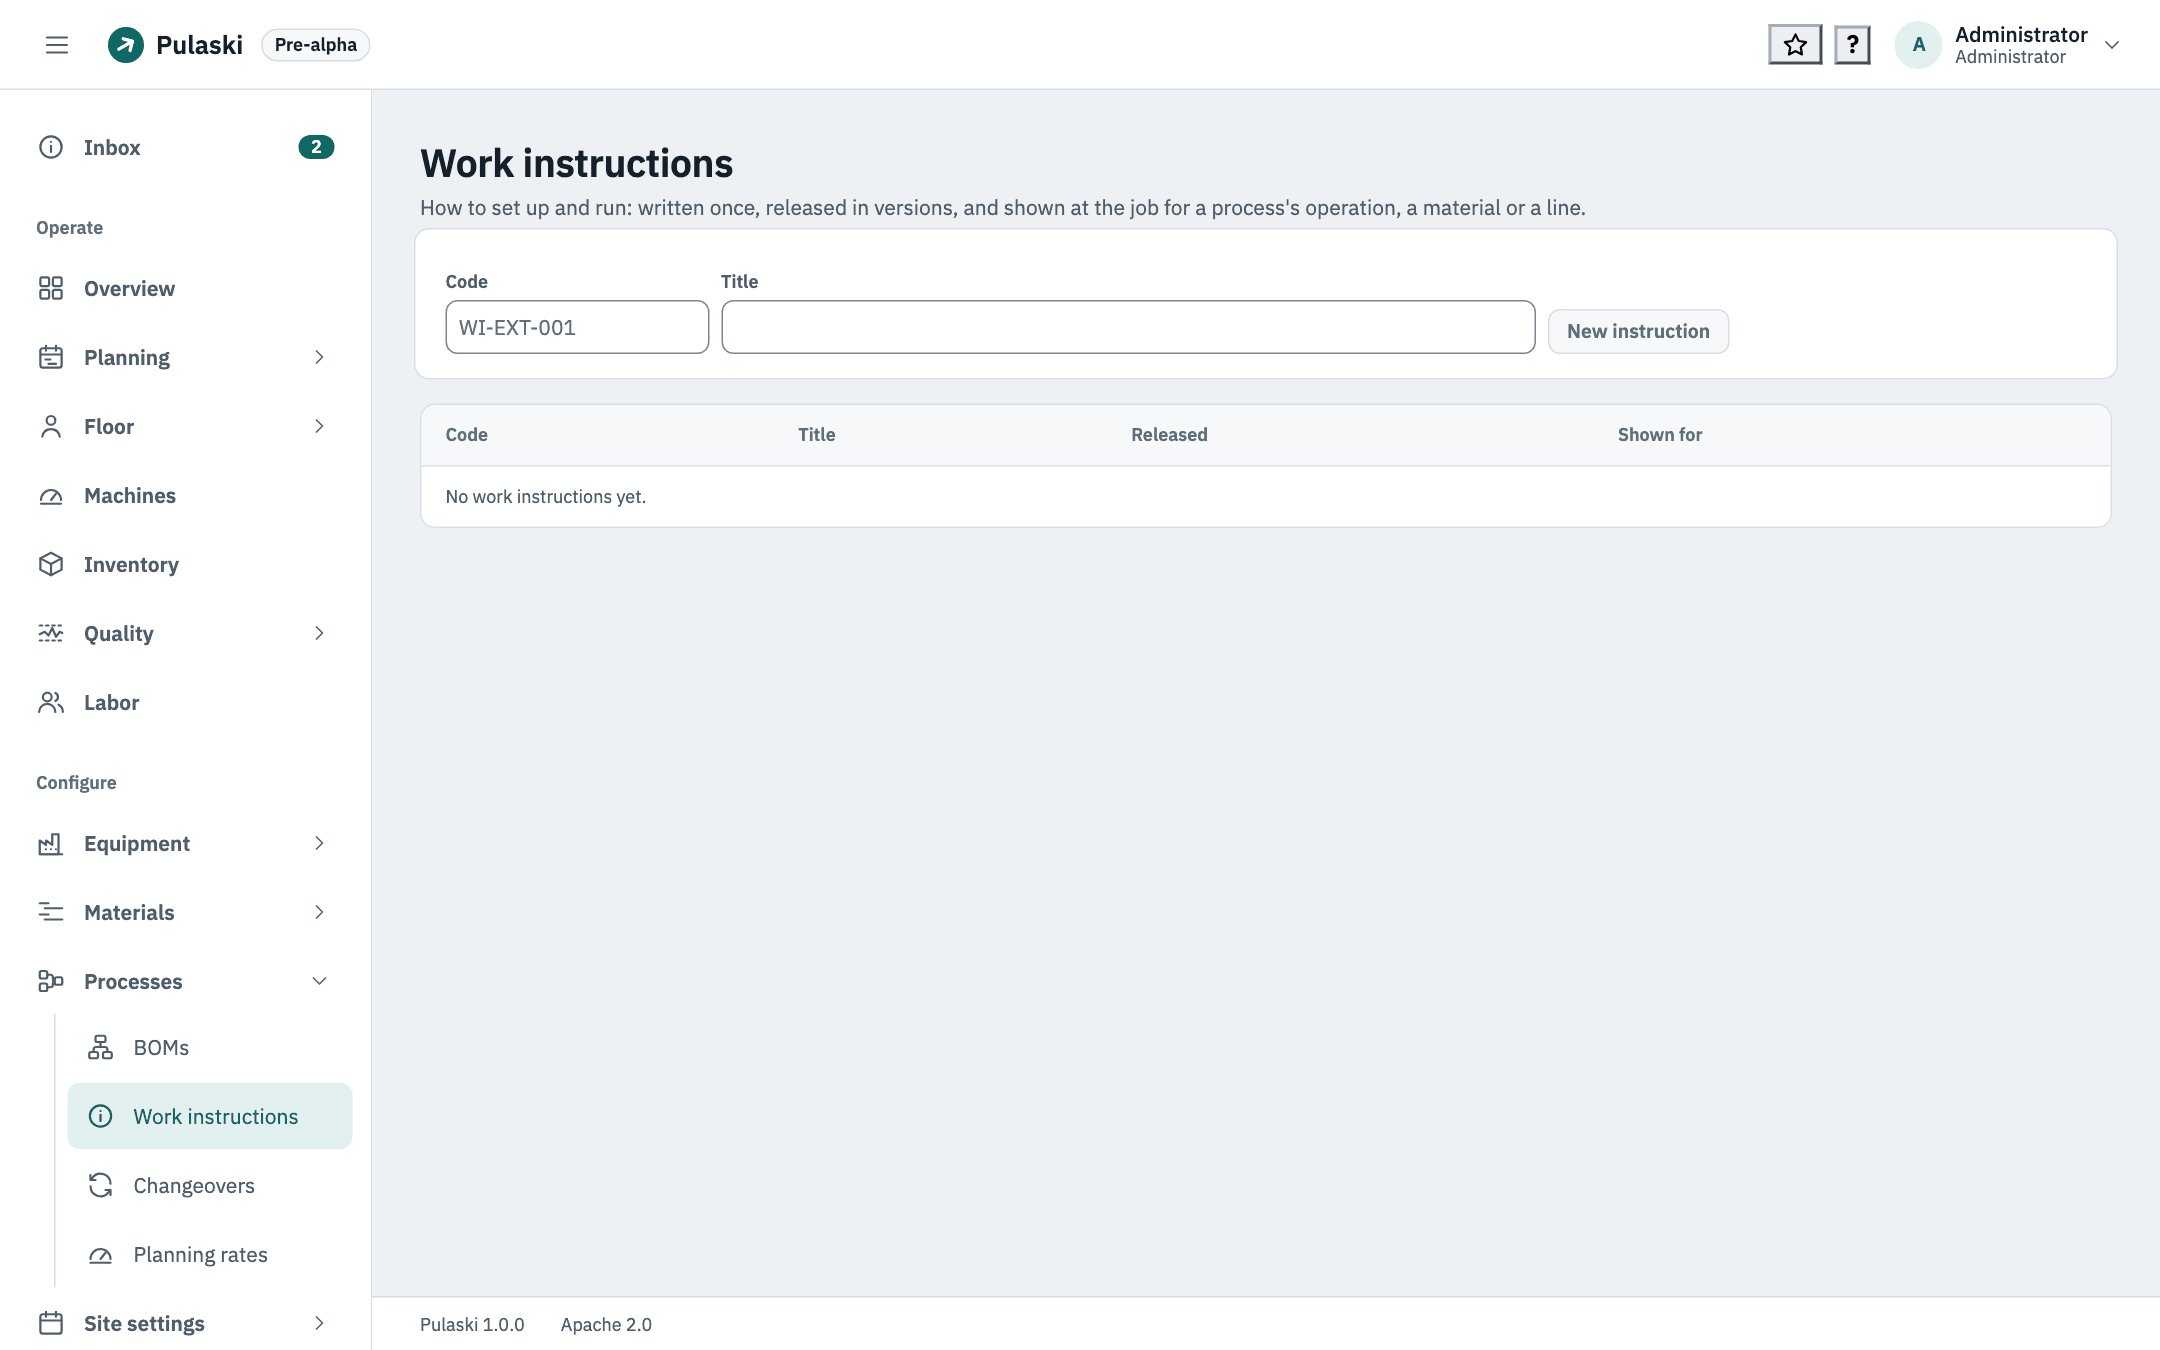 Pulaski
Pre-alpha
?
A
Administrator
Administrator
Inbox
2
Operate
Overview
Planning
Floor
Machines
Inventory
Quality
Labor
Configure
Equipment
Materials
Processes
BOMs
Work instructions
Changeovers
Planning rates
Site settings
Work instructions
How to set up and run: written once, released in versions, and shown at the job for a process's operation, a material or a line.
Code Title
WI-EXT-001
New instruction
Code Title Released Shown for
No work instructions yet.
Pulaski 1.0.0 Apache 2.0